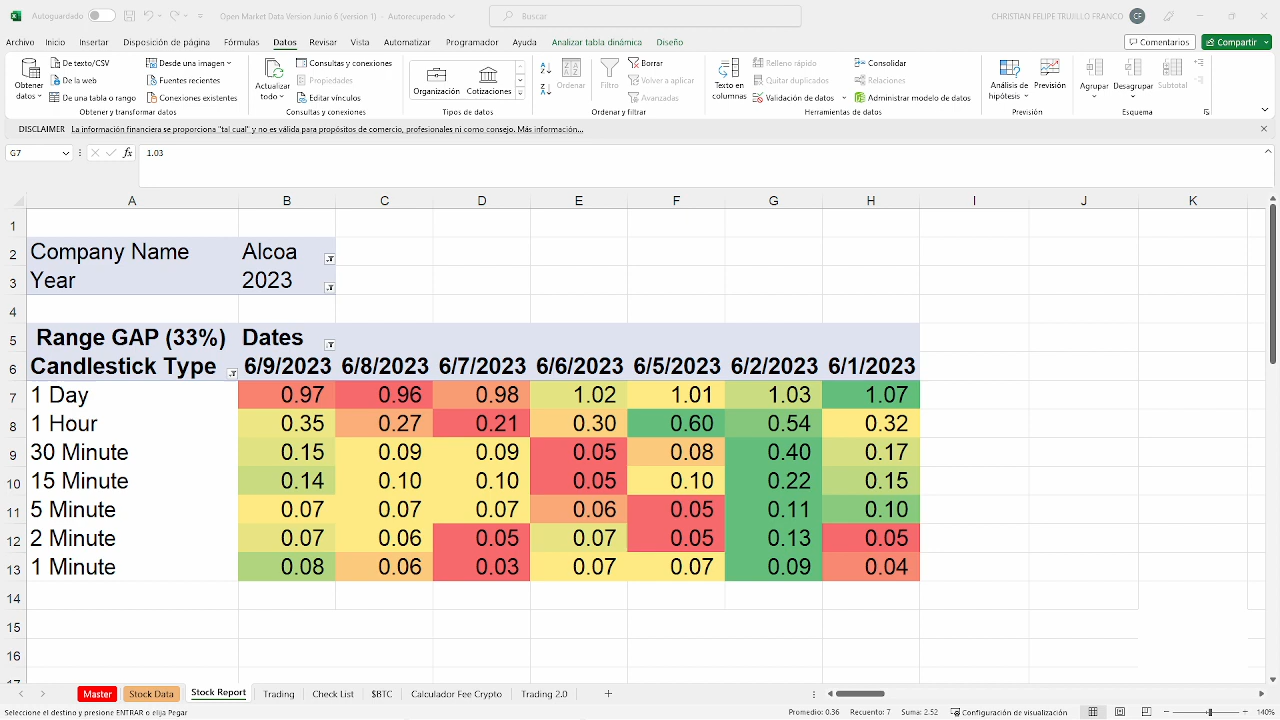 Autoguardado
Open Market Data Version Junio 6 (version 1) - Autorecuperado
Buscar
CHRISTIAN FELIPE TRUJILLO FRANCO CF
Archivo Inicio Insertar Disposición de página Fórmulas Datos Revisar Vista Automatizar Programador Ayuda
izar tabla dinámica Diseño Comentarios Compartir
Obtener datos
De texto/CSV
De la web
De una tabla o rango
Desde una imagen
Fuentes recientes
Conexiones existentes
Obtener y transformar datos
Actualizar todo
Consultas y conexiones
Propiedades
Editar vínculos
Consultas y conexiones
Organización Cotizaciones
Tipos de datos
Ordenar
Filtro
Borrar
Volver a aplicar
Avanzadas
Ordenar y filtrar
Texto en columnas
Relleno rápido
Quitar duplicados
Validación de datos
Consolidar
Relaciones
Administrar modelo de datos
Herramientas de datos
Análisis de hipótesis
Previsión
Previsión
Agrupar Desagrupar Subtotal
Esquema
DISCLAIMER La información financiera se proporciona "tal cual" y no es válida para propósitos de comercio, profesionales ni como consejo. Más información...
G7 fx 1.03
A B C D E F G H I J K
1
2 Company Name Alcoa
3 Year 2023
4
5 Range GAP (33%) Dates
6 Candlestick Type 6/9/2023 6/8/2023 6/7/2023 6/6/2023 6/5/2023 6/2/2023 6/1/2023
7 1 Day 0.97 0.96 0.98 1.02 1.01 1.03 1.07
8 1 Hour 0.35 0.27 0.21 0.30 0.60 0.54 0.32
9 30 Minute 0.15 0.09 0.09 0.05 0.08 0.40 0.17
10 15 Minute 0.14 0.10 0.10 0.05 0.10 0.22 0.15
11 5 Minute 0.07 0.07 0.07 0.06 0.05 0.11 0.10
12 2 Minute 0.07 0.06 0.05 0.07 0.05 0.13 0.05
13 1 Minute 0.08 0.06 0.03 0.07 0.07 0.09 0.04
14
15
16
Master Stock Data Stock Report Trading Check List $BTC Calculador Fee Crypto Trading 2.0
Seleccione el destino y presione ENTRAR o elija Pegar
Promedio: 0.36 Recuento: 7 Suma: 2.52 Configuración de visualización 140%